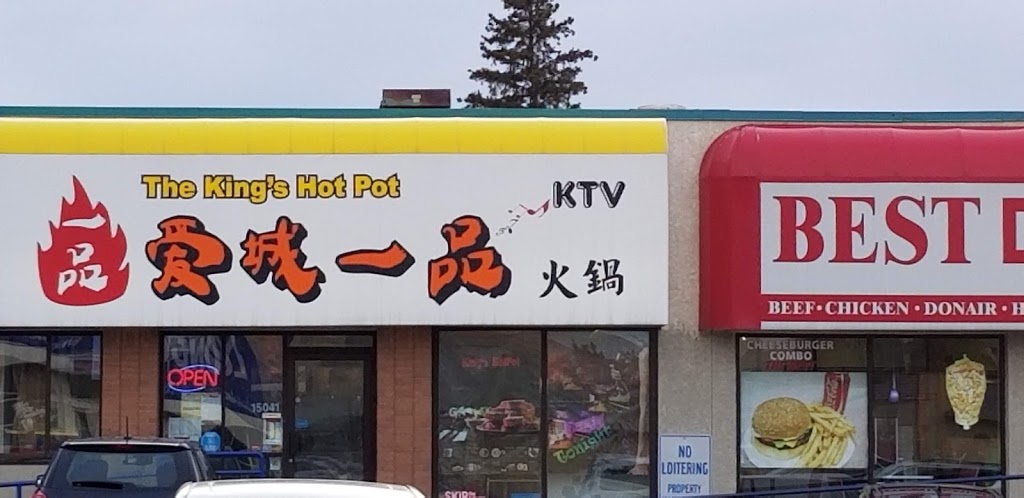 The King's Hot Pot
KTV
一品
爱城一品
火鍋
BEST
BEEF • CHICKEN • DONAIR • H
OPEN
15041
CHEESEBURGER
COMBO
NO
LOITERING
PROPERTY